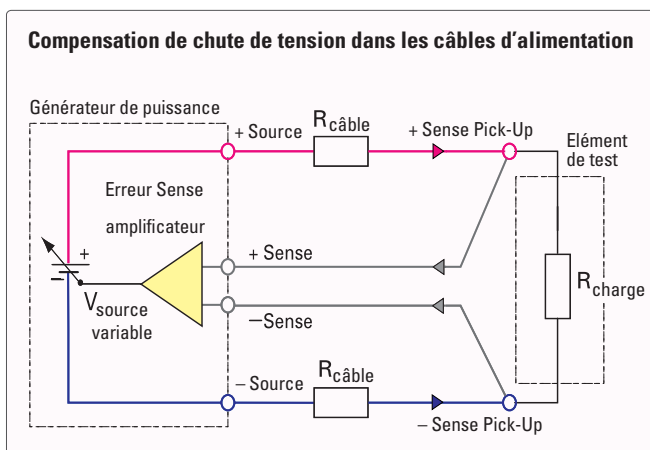 Compensation de chute de tension dans les câbles d'alimentation
Générateur de puissance
+ Source
Rcâble
+ Sense Pick-Up
Elément
de test
Erreur Sense
amplificateur
+ Sense
+
−
Vsource
variable
−Sense
Rcharge
− Source
Rcâble
− Sense Pick-Up